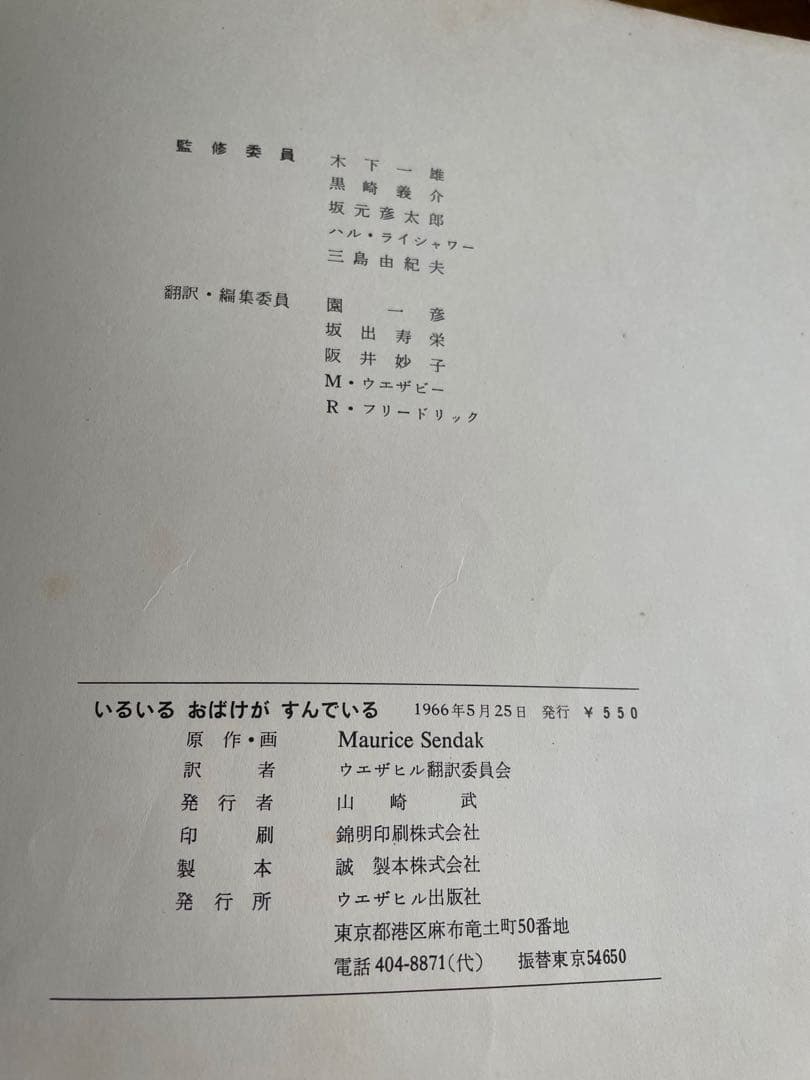 監修委員 木下一雄
黒崎義介
坂元彦太郎
ハル・ライシャワー
三島由紀夫
翻訳・編集委員 園一彦
坂出寿栄
阪井妙子
M・ウエザビー
R・フリードリック
いるいる おばけが すんでいる 1966年5月25日 発行 ¥550
原作・画 Maurice Sendak
訳者 ウエザヒル翻訳委員会
発行者 山崎武
印刷 錦明印刷株式会社
製本 誠製本株式会社
発行所 ウエザヒル出版社
東京都港区麻布竜土町50番地
電話 404-8871(代) 振替東京54650